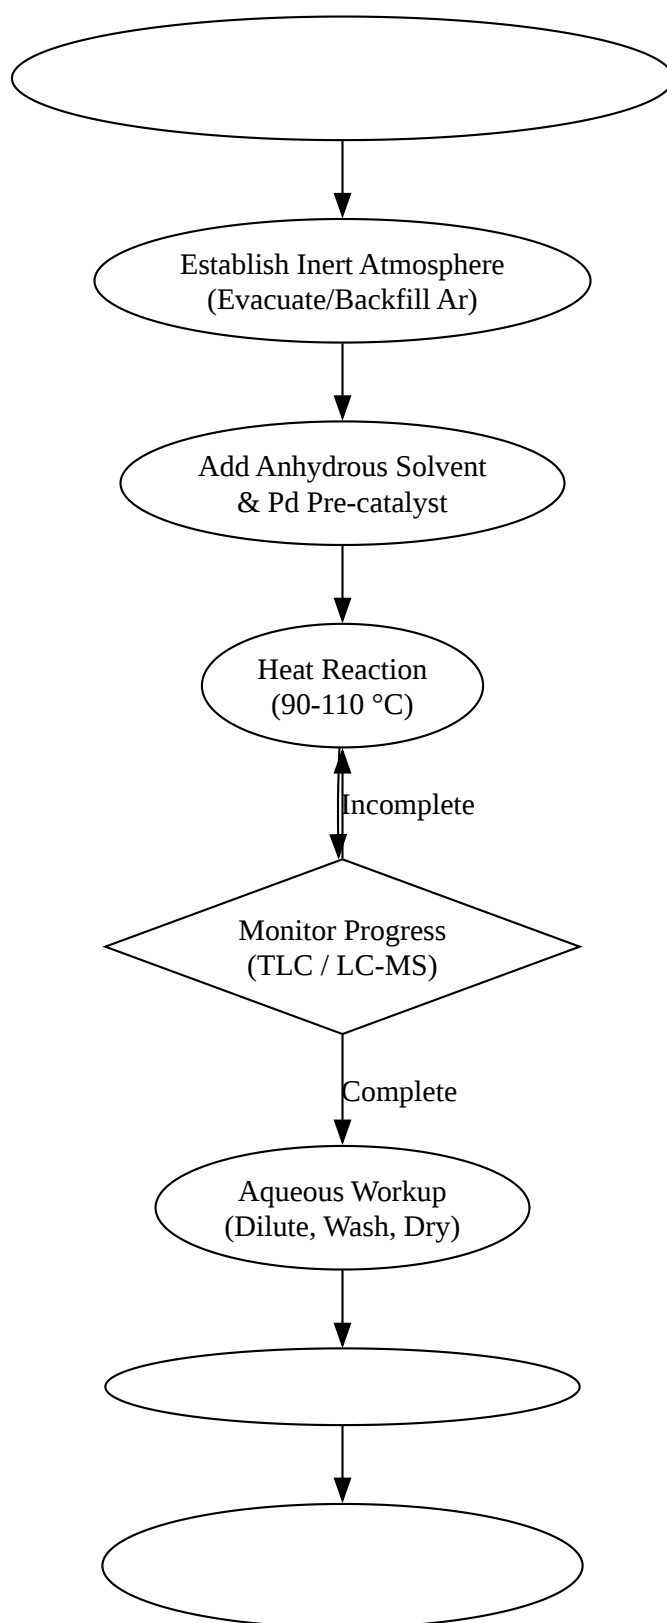 Establish Inert Atmosphere
(Evacuate/Backfill Ar)
Add Anhydrous Solvent
& Pd Pre-catalyst
Heat Reaction
(90-110 °C)
Incomplete
Monitor Progress
(TLC / LC-MS)
Complete
Aqueous Workup
(Dilute, Wash, Dry)